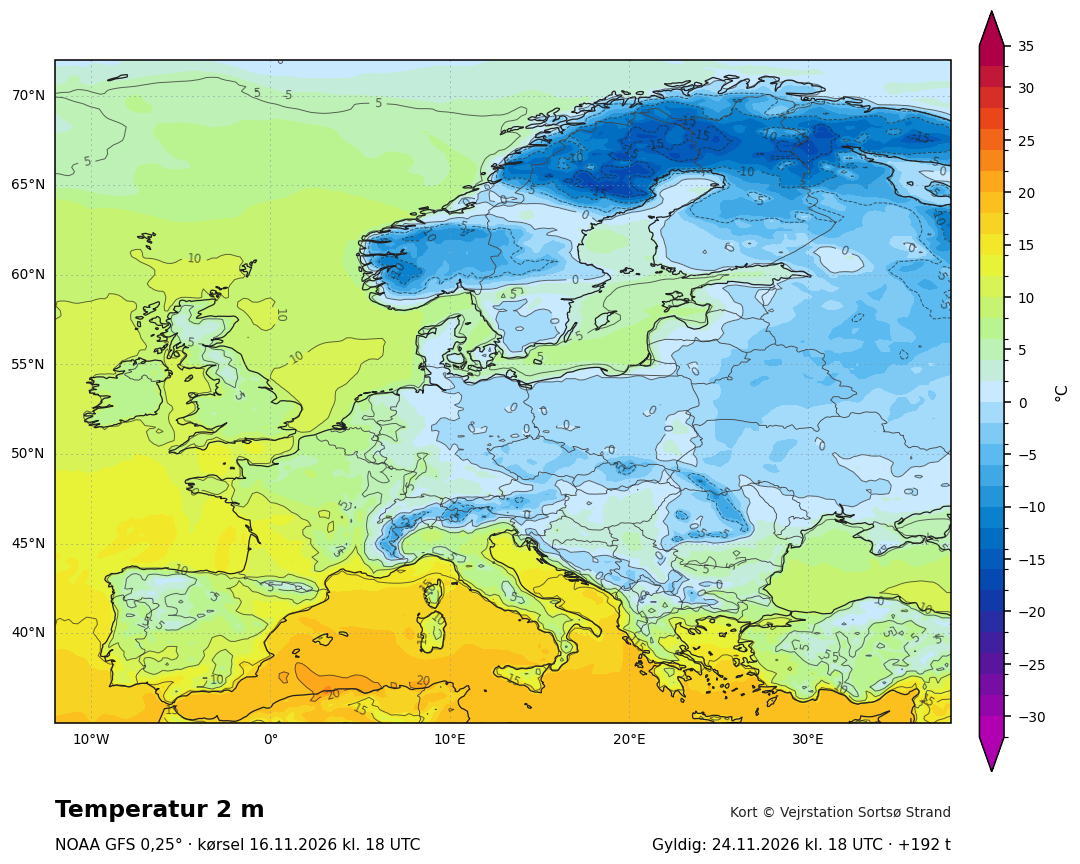 70°N
65°N
60°N
55°N
50°N
45°N
40°N
10°W 0° 10°E 20°E 30°E
35
30
25
20
15
10
5
0
−5
−10
−15
−20
−25
−30
°C
Temperatur 2 m
Kort © Vejrstation Sortsø Strand
NOAA GFS 0,25° · kørsel 16.11.2026 kl. 18 UTC
Gyldig: 24.11.2026 kl. 18 UTC · +192 t